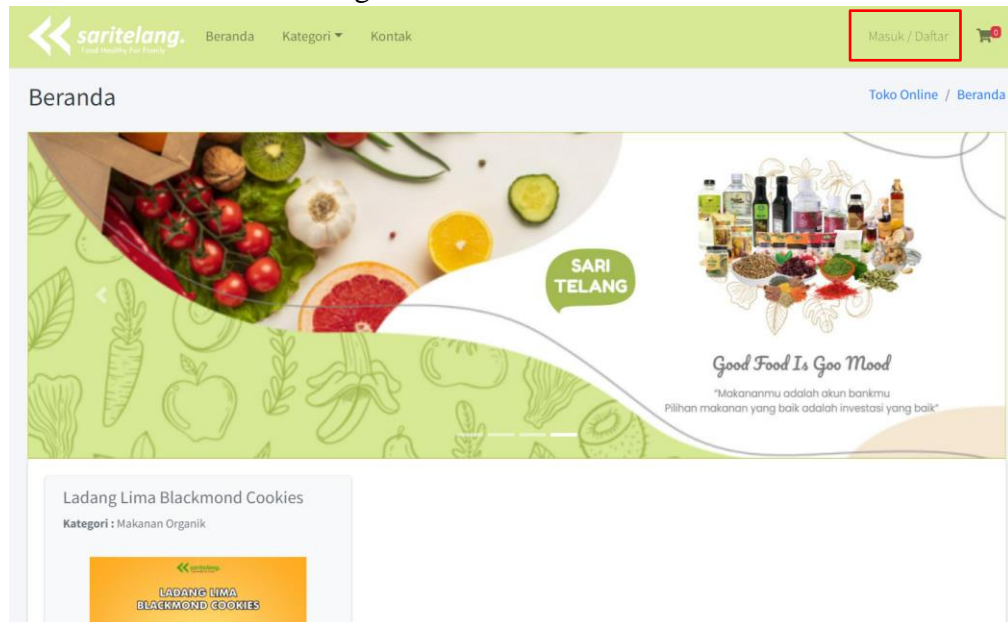 saritelang.
Food Healthy For Family
Beranda
Kategori
Kontak
Masuk / Daftar
0
Beranda
Toko Online / Beranda
SARI
TELANG
Good Food Is Goo Mood
"Makananmu adalah akun bankmu
Pilihan makanan yang baik adalah investasi yang baik"
Ladang Lima Blackmond Cookies
Kategori : Makanan Organik
saritelang.
LADANG LIMA
BLACKMOND COOKIES